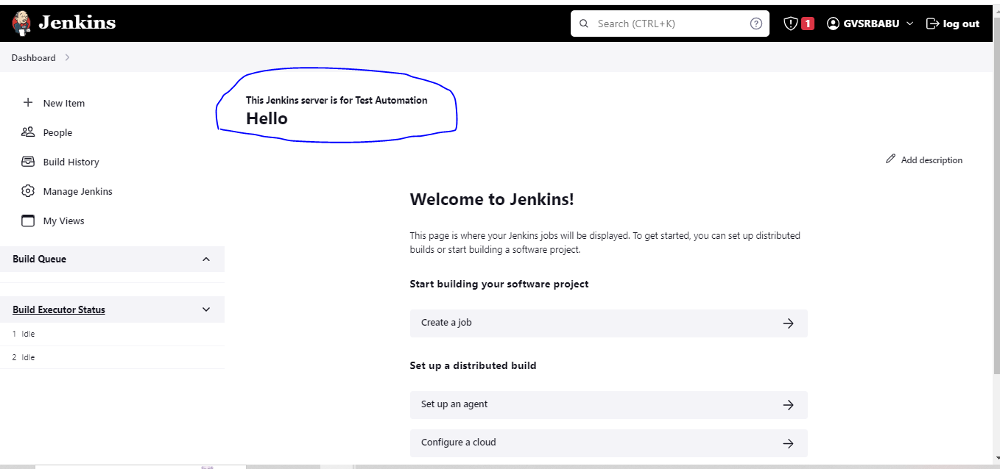 Jenkins
Search (CTRL+K)
1
GVSRBABU
log out
Dashboard
New Item
People
Build History
Manage Jenkins
My Views
Build Queue
Build Executor Status
1 Idle
2 Idle
This Jenkins server is for Test Automation
Hello
Add description
Welcome to Jenkins!
This page is where your Jenkins jobs will be displayed. To get started, you can set up distributed
builds or start building a software project.
Start building your software project
Create a job
Set up a distributed build
Set up an agent
Configure a cloud